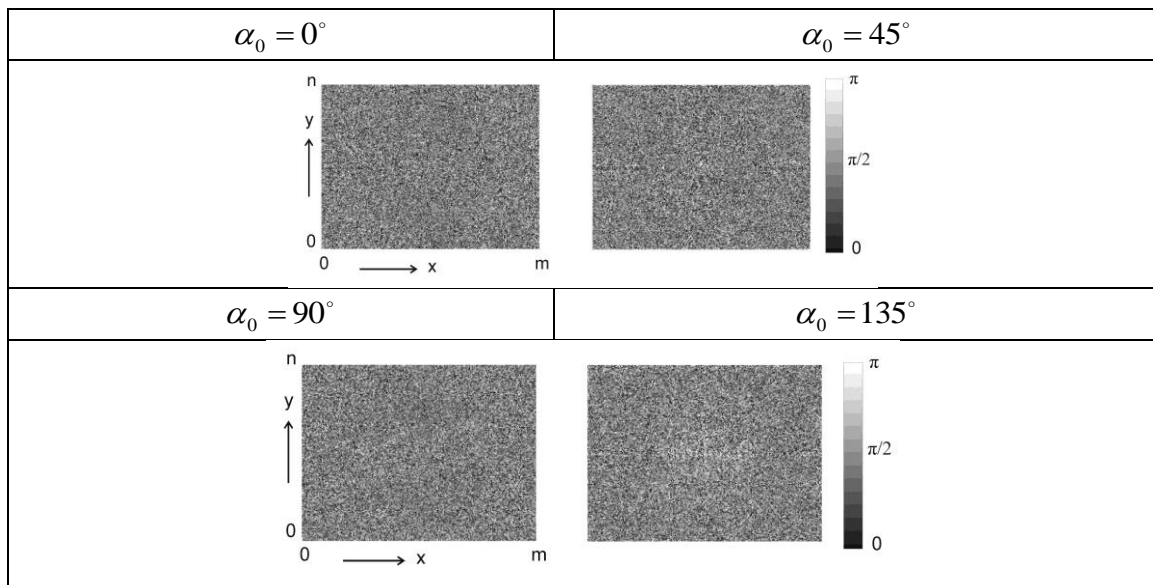 α₀ = 0° α₀ = 45°
n π
y
π/2
0 0
0 x m
α₀ = 90° α₀ = 135°
n π
y
π/2
0 0
0 x m